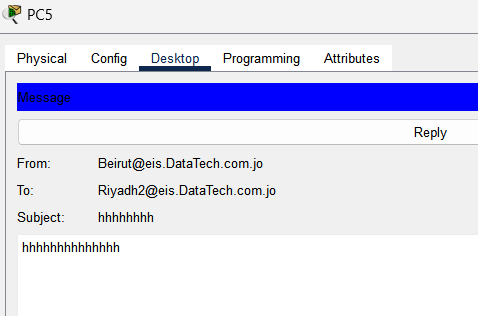 PC5
Physical Config Desktop Programming Attributes
Message
Reply
From: Beirut@eis.DataTech.com.jo
To: Riyadh2@eis.DataTech.com.jo
Subject: hhhhhhhh
hhhhhhhhhhhhhh